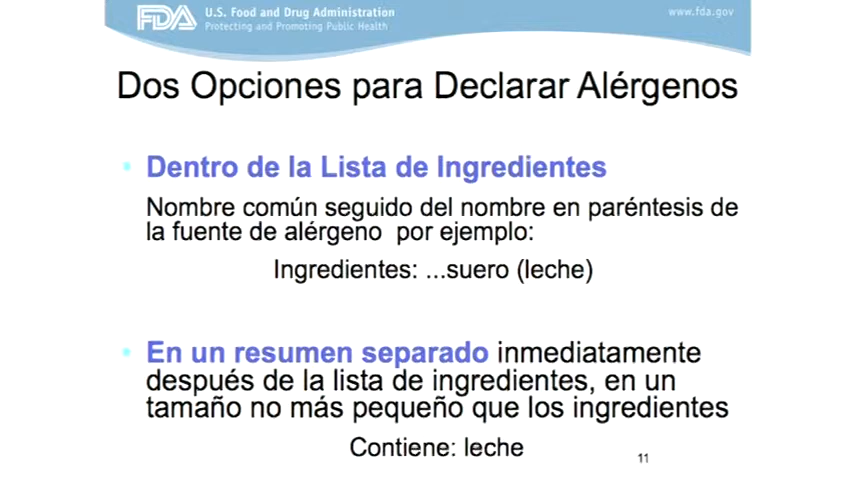 FDA U.S. Food and Drug Administration
Protecting and Promoting Public Health
www.fda.gov
Dos Opciones para Declarar Alérgenos
• Dentro de la Lista de Ingredientes
Nombre común seguido del nombre en paréntesis de
la fuente de alérgeno por ejemplo:
Ingredientes: ...suero (leche)
• En un resumen separado inmediatamente
después de la lista de ingredientes, en un
tamaño no más pequeño que los ingredientes
Contiene: leche
11